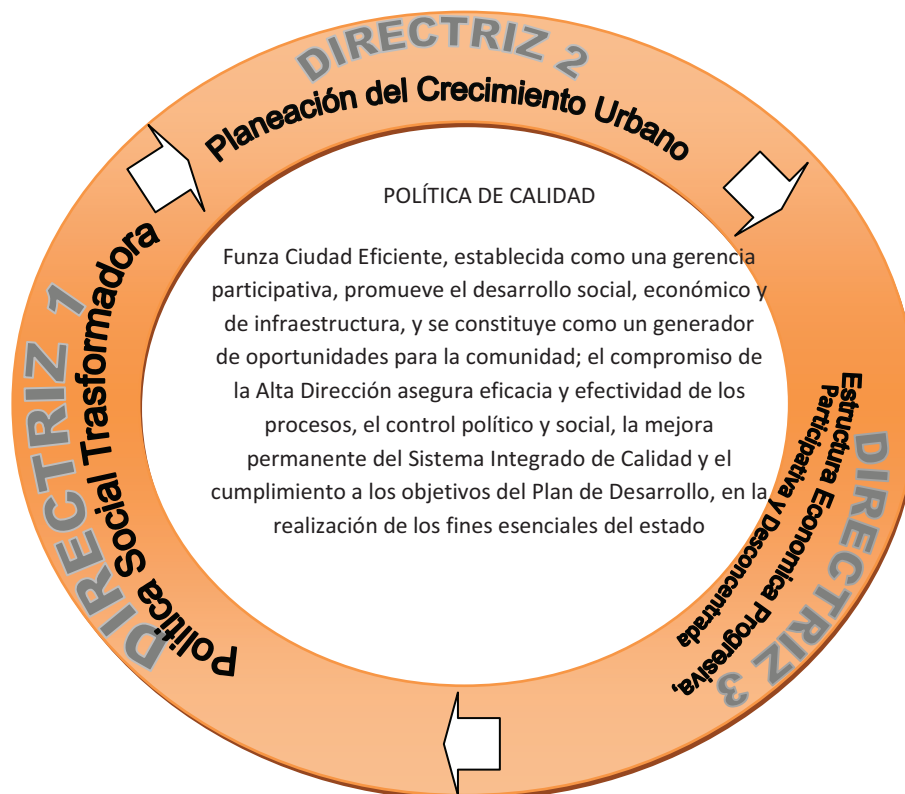 DIRECTRIZ 1
Política Social Trasformadora
DIRECTRIZ 2
Planeación del Crecimiento Urbano
DIRECTRIZ 3
Estructura Economica Progresiva,
Participativa y Desconcentrada
POLÍTICA DE CALIDAD
Funza Ciudad Eficiente, establecida como una gerencia
participativa, promueve el desarrollo social, económico y
de infraestructura, y se constituye como un generador
de oportunidades para la comunidad; el compromiso de
la Alta Dirección asegura eficacia y efectividad de los
procesos, el control político y social, la mejora
permanente del Sistema Integrado de Calidad y el
cumplimiento a los objetivos del Plan de Desarrollo, en la
realización de los fines esenciales del estado